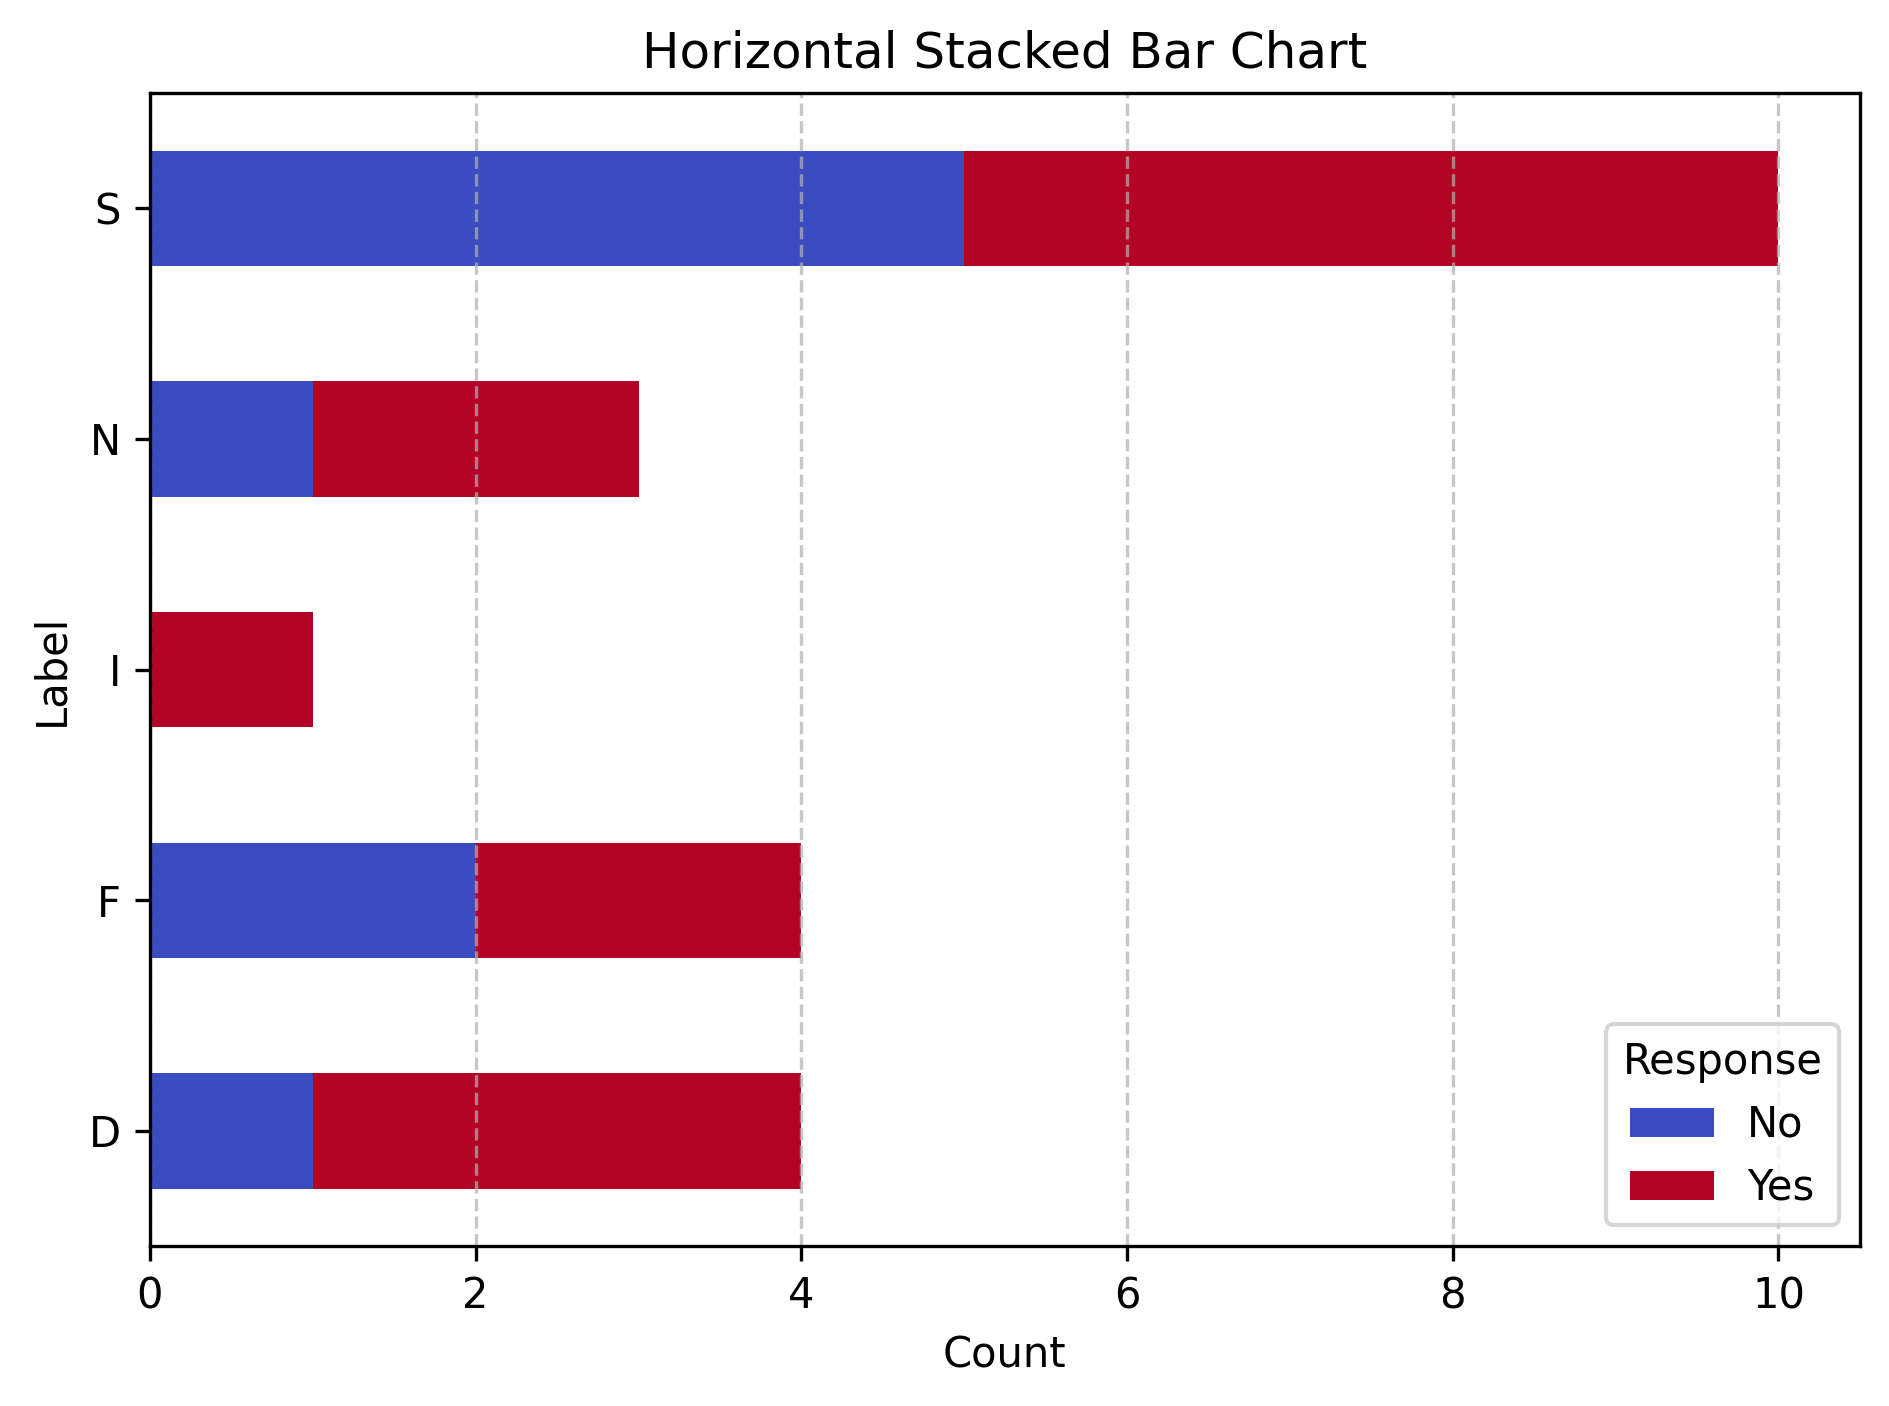 Horizontal Stacked Bar Chart
S
N
I
F
D
Label
0 2 4 6 8 10
Count
Response
No
Yes